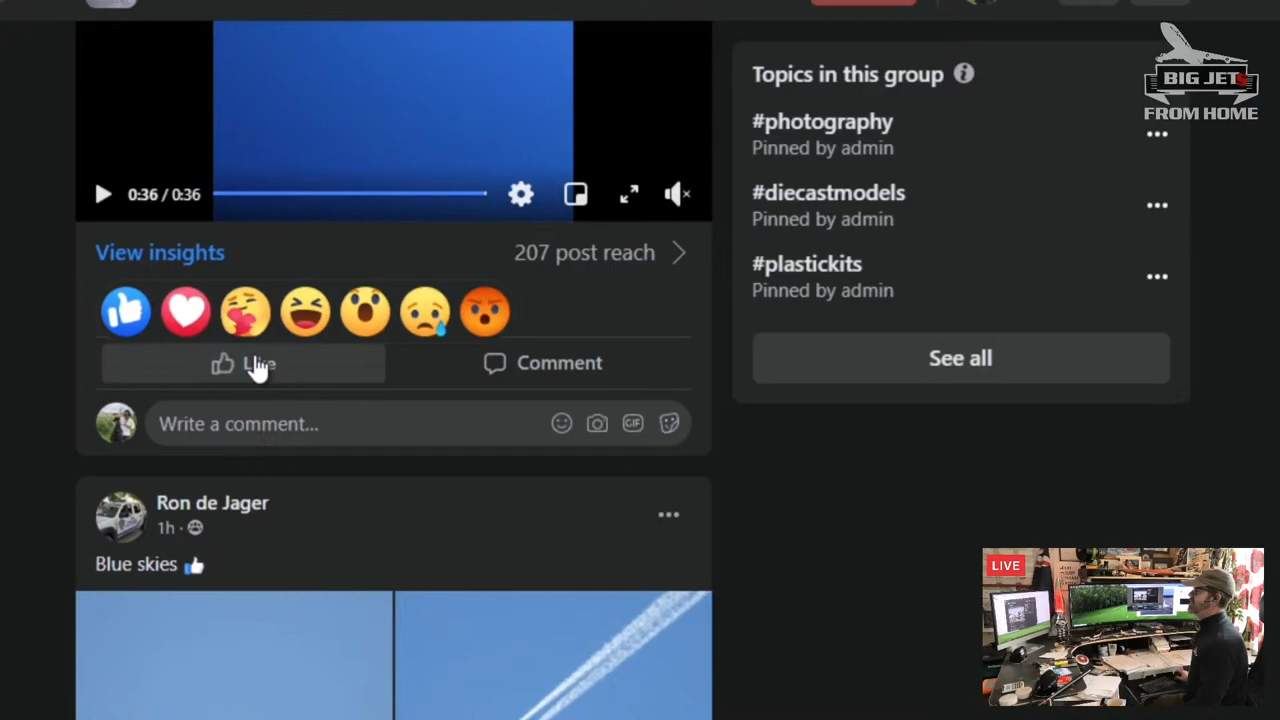 BIG JETS
FROM HOME
Topics in this group
#photography
Pinned by admin
#diecastmodels
Pinned by admin
#plastickits
Pinned by admin
See all
0:36 / 0:36
View insights
207 post reach
Like
Comment
Write a comment...
GIF
Ron de Jager
1h ·
Blue skies
LIVE